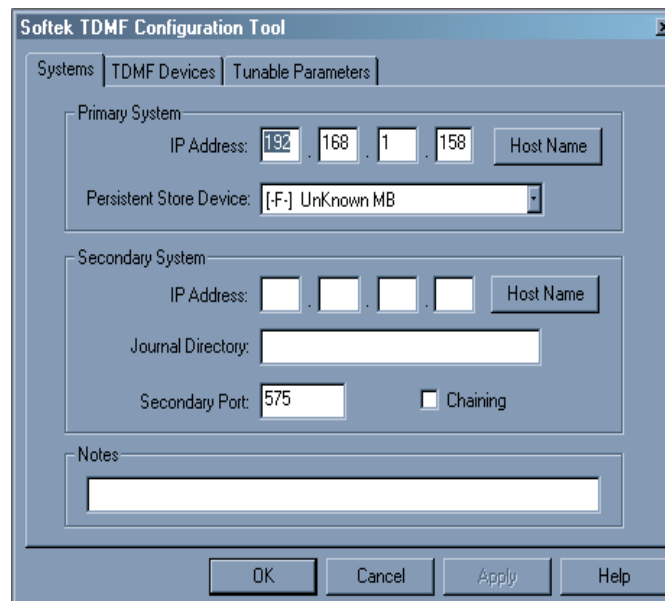 Softek TDMF Configuration Tool
Systems TDMF Devices Tunable Parameters
Primary System
IP Address: 192 . 168 . 1 . 158 Host Name
Persistent Store Device: [-F-] UnKnown MB
Secondary System
IP Address: . . . Host Name
Journal Directory:
Secondary Port: 575 Chaining
Notes
OK Cancel Apply Help